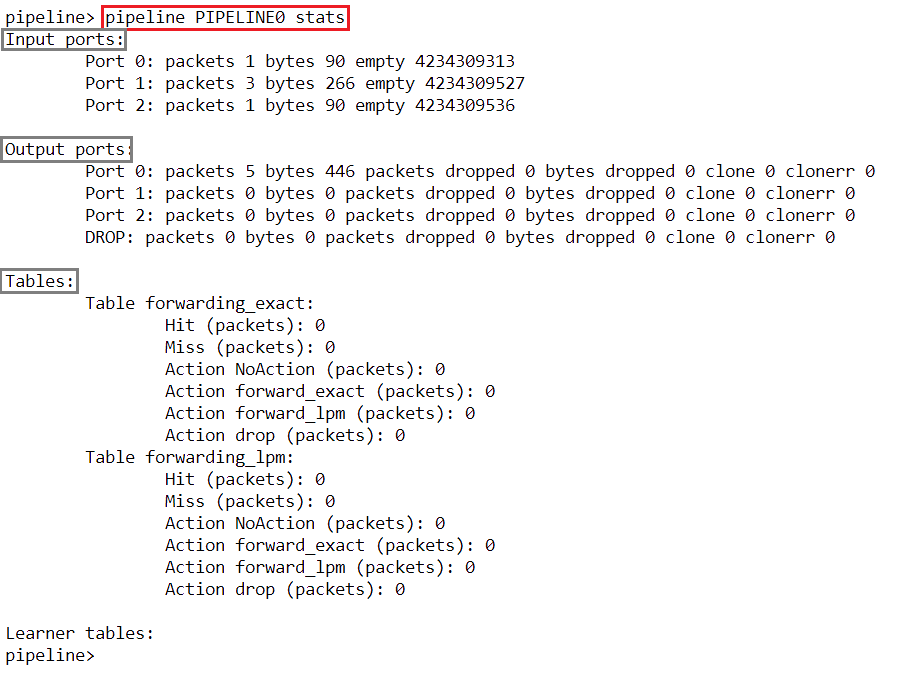 pipeline> pipeline PIPELINE0 stats
Input ports:
Port 0: packets 1 bytes 90 empty 4234309313
Port 1: packets 3 bytes 266 empty 4234309527
Port 2: packets 1 bytes 90 empty 4234309536
Output ports:
Port 0: packets 5 bytes 446 packets dropped 0 bytes dropped 0 clone 0 clonerr 0
Port 1: packets 0 bytes 0 packets dropped 0 bytes dropped 0 clone 0 clonerr 0
Port 2: packets 0 bytes 0 packets dropped 0 bytes dropped 0 clone 0 clonerr 0
DROP: packets 0 bytes 0 packets dropped 0 bytes dropped 0 clone 0 clonerr 0
Tables:
Table forwarding_exact:
Hit (packets): 0
Miss (packets): 0
Action NoAction (packets): 0
Action forward_exact (packets): 0
Action forward_lpm (packets): 0
Action drop (packets): 0
Table forwarding_lpm:
Hit (packets): 0
Miss (packets): 0
Action NoAction (packets): 0
Action forward_exact (packets): 0
Action forward_lpm (packets): 0
Action drop (packets): 0
Learner tables:
pipeline>